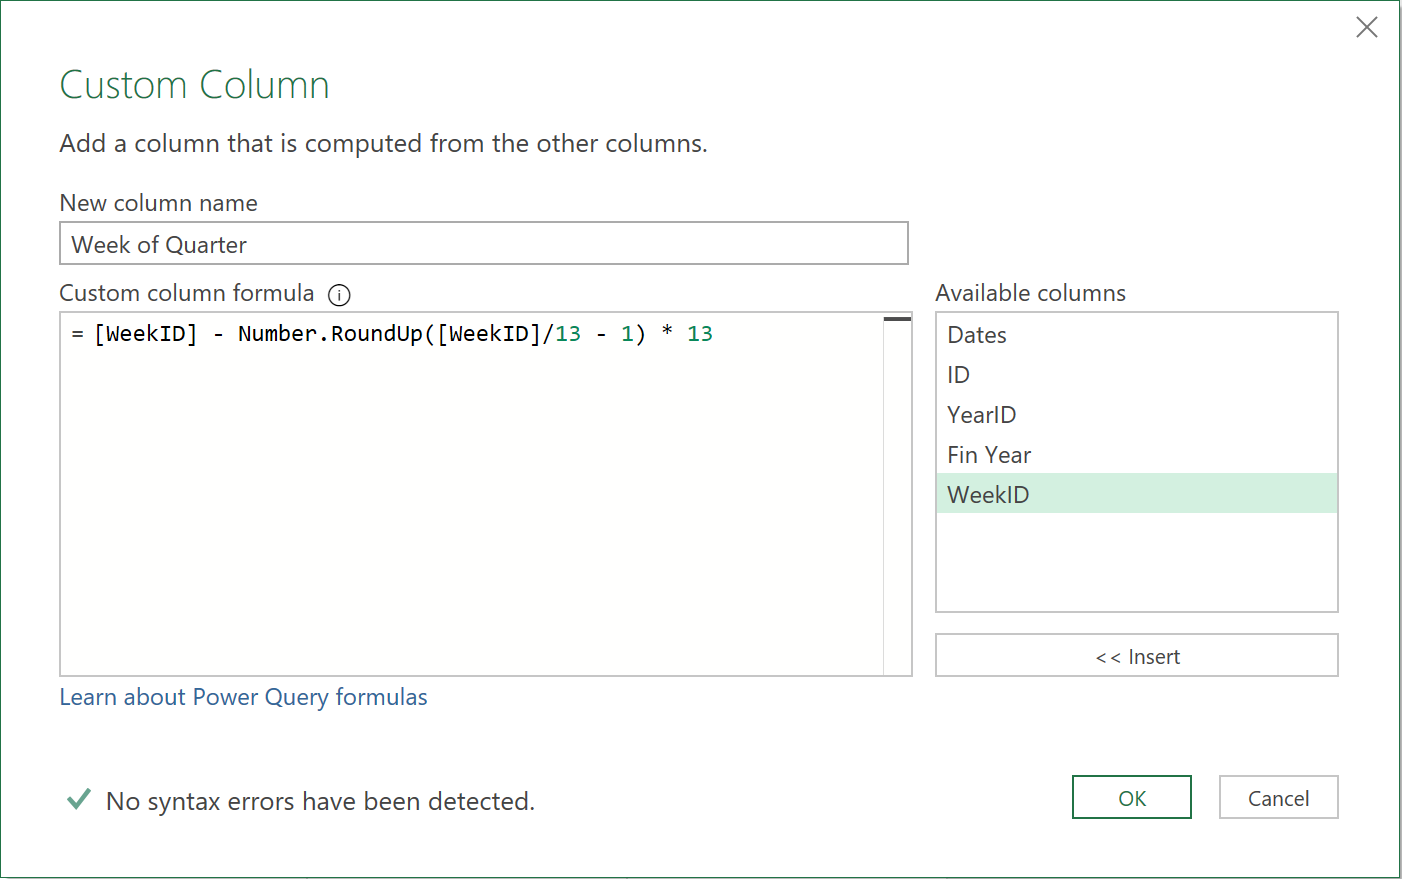 Custom Column
Add a column that is computed from the other columns.
New column name
Week of Quarter
Custom column formula
= [WeekID] - Number.RoundUp([WeekID]/13 - 1) * 13
Available columns
Dates
ID
YearID
Fin Year
WeekID
<< Insert
Learn about Power Query formulas
No syntax errors have been detected.
OK
Cancel